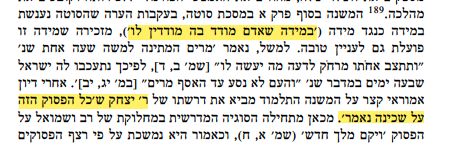 מהלכה.189 המשנה בסוף פרק א במסכת סוטה, בעקבות הערה שהסוטה נענשת
במידה כנגד מידה ('במידה שאדם מודד בה מודדין לו'), מזכירה שמידה זו
פועלת גם לעניין טובה. למשל, נאמר 'מרים המתינה למשה שעה אחת שנ'
"ותתצב אחתו מרחק לדעה מה יעשה לו" [שמ' ב, ד], לפיכך נתעכבו לה ישראל
שבעה ימים במדבר שנ' "והעם לא נסע עד האסף מרים" [במ' יג, יב]'. אחרי דיון
אמוראי קצר על המשנה התלמוד מביא את דרשתו של ר' יצחק ש'כל הפסוק הזה
על שכינה נאמר'. מכאן מתחילה הסוגיה המדרשית במחלוקת של רב ושמואל על
הפסוק 'ויקם מלך חדש' (שמ' א, ח), וכאמור היא נמשכת על פי רצף הפסוקים